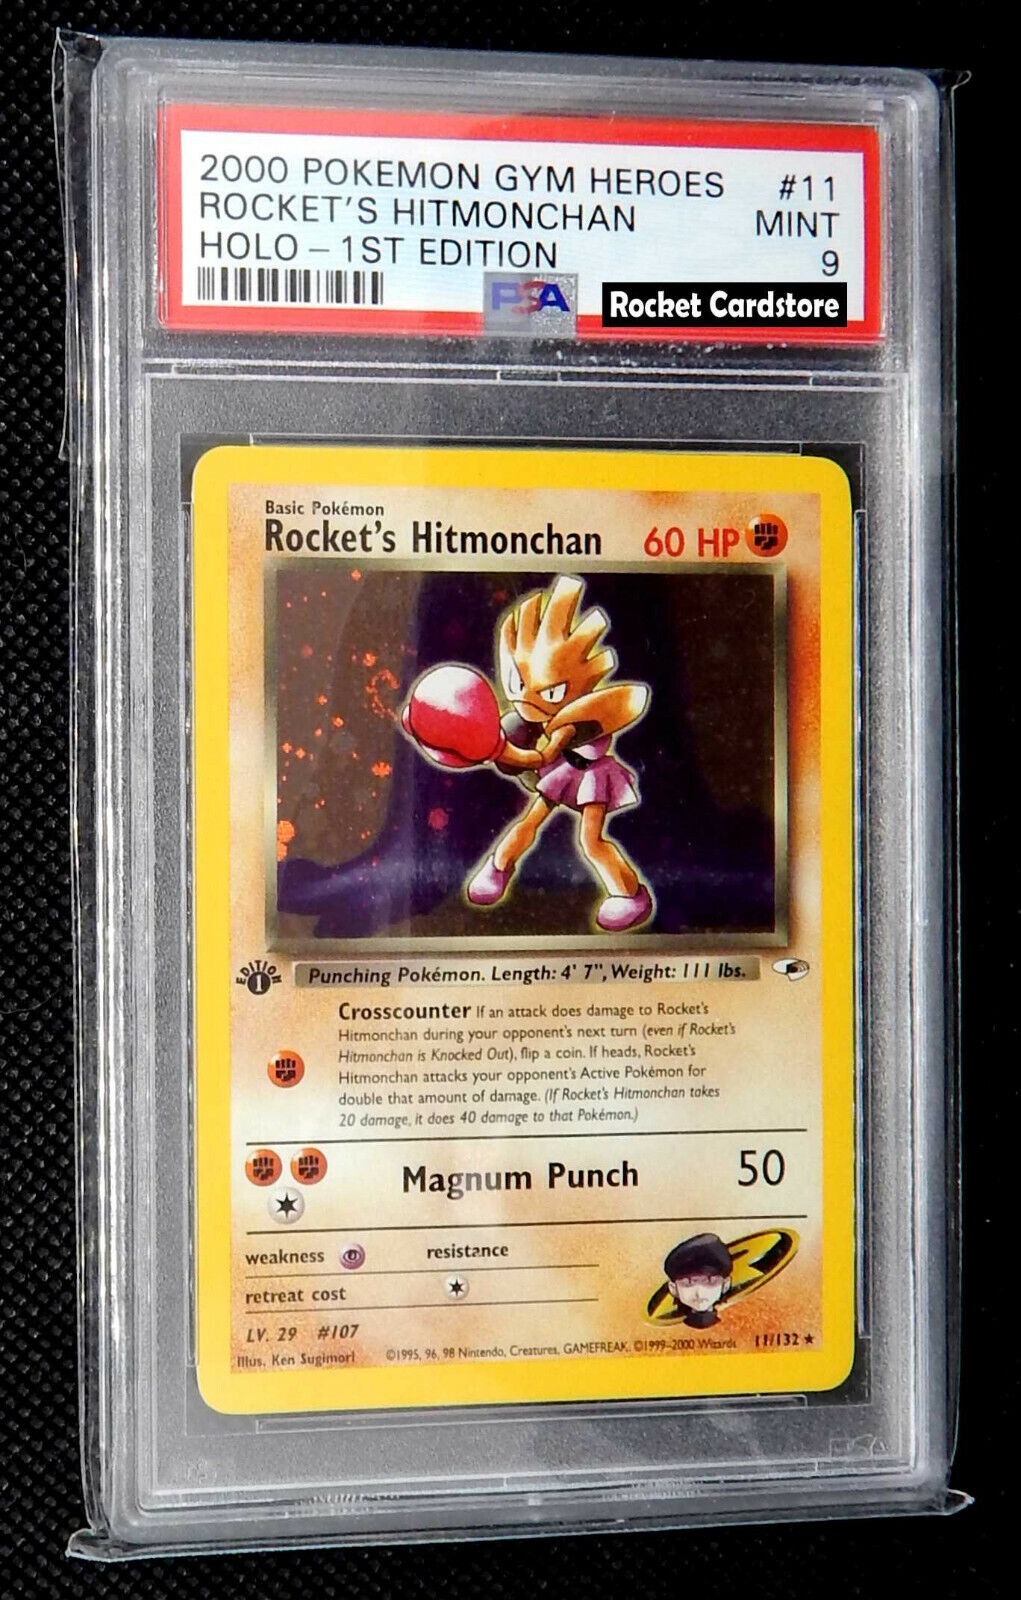 2000 POKEMON GYM HEROES #11
ROCKET'S HITMONCHAN MINT
HOLO - 1ST EDITION 9
PSA
Rocket Cardstore
Basic Pokémon
Rocket's Hitmonchan 60 HP
EDITION
1
Punching Pokémon. Length: 4' 7", Weight: 111 lbs.
Crosscounter If an attack does damage to Rocket's
Hitmonchan during your opponent's next turn (even if Rocket's
Hitmonchan is Knocked Out), flip a coin. If heads, Rocket's
Hitmonchan attacks your opponent's Active Pokémon for
double that amount of damage. (If Rocket's Hitmonchan takes
20 damage, it does 40 damage to that Pokémon.)
Magnum Punch 50
weakness resistance
retreat cost
LV. 29 #107
Illus. Ken Sugimori ©1995, 96, 98 Nintendo, Creatures, GAMEFREAK. ©1999-2000 Wizards 11/132 ★
PSA